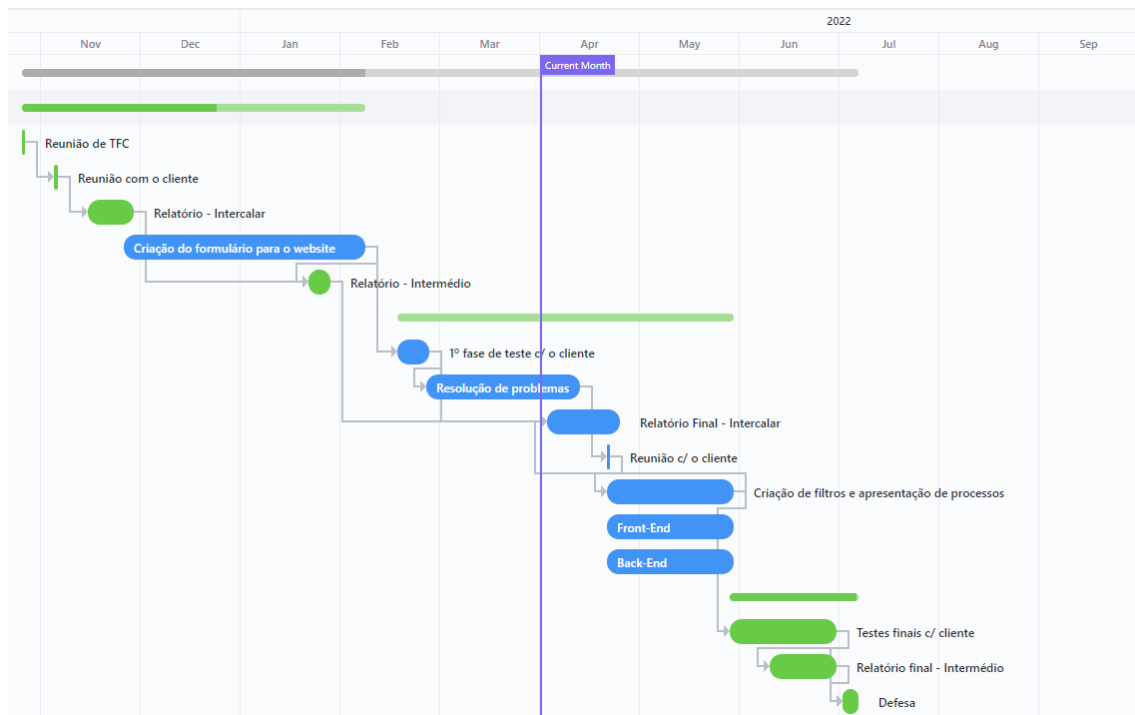 2022
Nov Dec Jan Feb Mar Apr May Jun Jul Aug Sep
Current Month
Reunião de TFC
Reunião com o cliente
Relatório - Intercalar
Criação do formulário para o website
Relatório - Intermédio
1º fase de teste c/ o cliente
Resolução de problemas
Relatório Final - Intercalar
Reunião c/ o cliente
Criação de filtros e apresentação de processos
Front-End
Back-End
Testes finais c/ cliente
Relatório final - Intermédio
Defesa